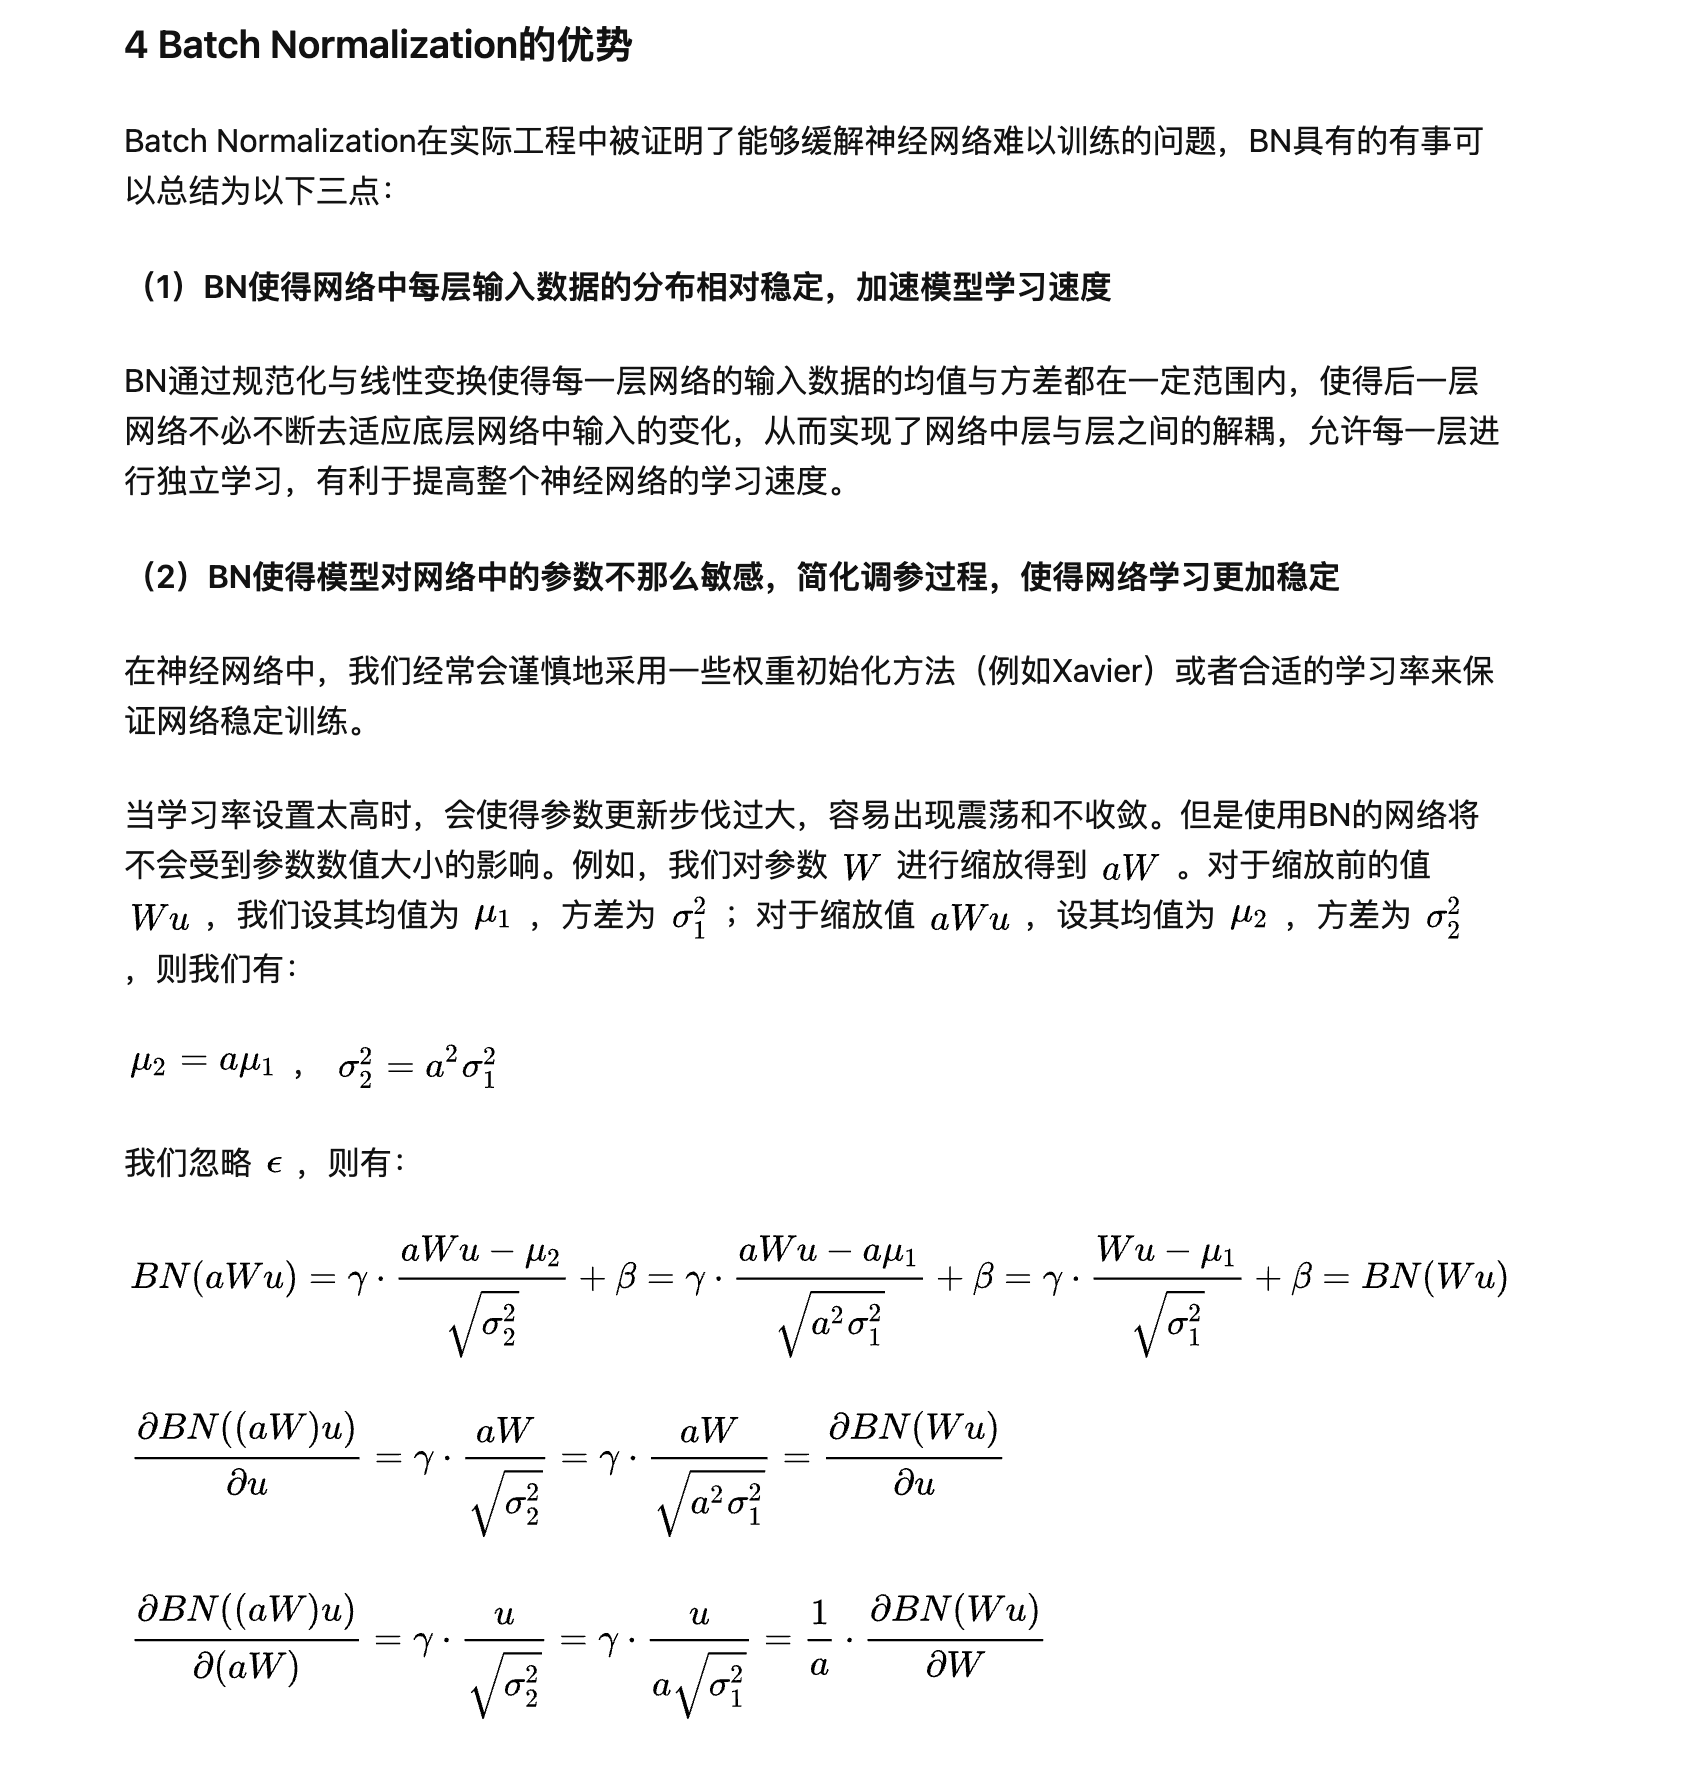 4 Batch Normalization的优势
Batch Normalization在实际工程中被证明了能够缓解神经网络难以训练的问题，BN具有的有事可
以总结为以下三点：
（1）BN使得网络中每层输入数据的分布相对稳定，加速模型学习速度
BN通过规范化与线性变换使得每一层网络的输入数据的均值与方差都在一定范围内，使得后一层
网络不必不断去适应底层网络中输入的变化，从而实现了网络中层与层之间的解耦，允许每一层进
行独立学习，有利于提高整个神经网络的学习速度。
（2）BN使得模型对网络中的参数不那么敏感，简化调参过程，使得网络学习更加稳定
在神经网络中，我们经常会谨慎地采用一些权重初始化方法（例如Xavier）或者合适的学习率来保
证网络稳定训练。
当学习率设置太高时，会使得参数更新步伐过大，容易出现震荡和不收敛。但是使用BN的网络将
不会受到参数数值大小的影响。例如，我们对参数 $W$ 进行缩放得到 $aW$ 。对于缩放前的值
$Wu$ ，我们设其均值为 $\mu_1$ ，方差为 $\sigma_1^2$ ；对于缩放值 $aWu$ ，设其均值为 $\mu_2$ ，方差为 $\sigma_2^2$
，则我们有：
$\mu_2 = a\mu_1$ ， $\sigma_2^2 = a^2\sigma_1^2$
我们忽略 $\epsilon$ ，则有：
$BN(aWu) = \gamma \cdot \frac{aWu - \mu_2}{\sqrt{\sigma_2^2}} + \beta = \gamma \cdot \frac{aWu - a\mu_1}{\sqrt{a^2\sigma_1^2}} + \beta = \gamma \cdot \frac{Wu - \mu_1}{\sqrt{\sigma_1^2}} + \beta = BN(Wu)$
$\frac{\partial BN((aW)u)}{\partial u} = \gamma \cdot \frac{aW}{\sqrt{\sigma_2^2}} = \gamma \cdot \frac{aW}{\sqrt{a^2\sigma_1^2}} = \frac{\partial BN(Wu)}{\partial u}$
$\frac{\partial BN((aW)u)}{\partial (aW)} = \gamma \cdot \frac{u}{\sqrt{\sigma_2^2}} = \gamma \cdot \frac{u}{a\sqrt{\sigma_1^2}} = \frac{1}{a} \cdot \frac{\partial BN(Wu)}{\partial W}$